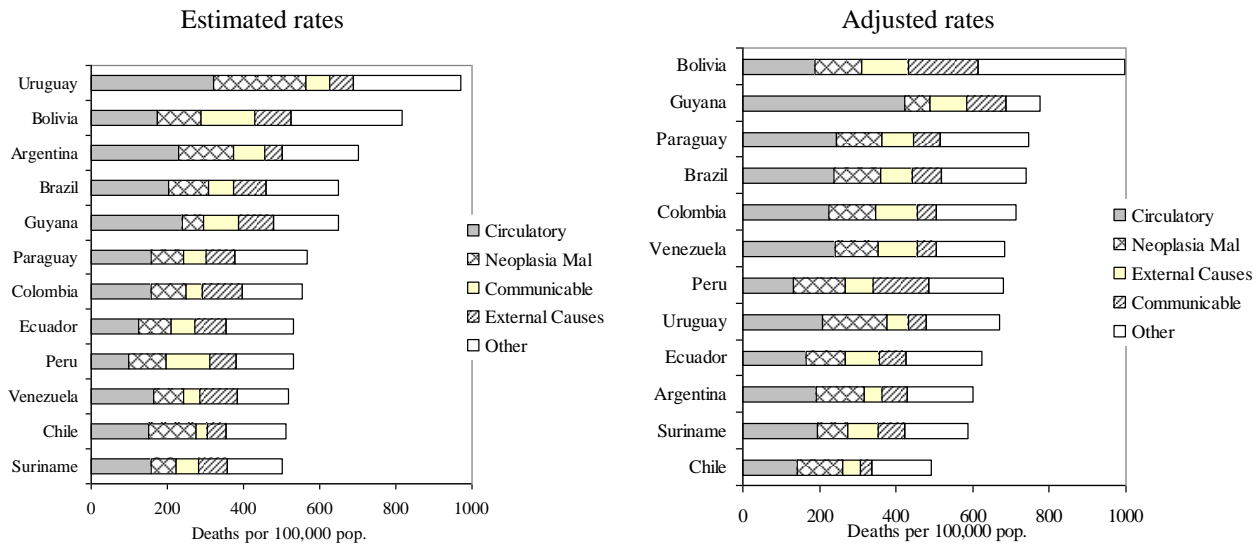 Estimated rates
Uruguay
Bolivia
Argentina
Brazil
Guyana
Paraguay
Colombia
Ecuador
Peru
Venezuela
Chile
Suriname
0 200 400 600 800 1000
Deaths por 100,000 pop.
Circulatory
Neoplasia Mal
Communicable
External Causes
Other
Adjusted rates
Bolivia
Guyana
Paraguay
Brazil
Colombia
Venezuela
Peru
Uruguay
Ecuador
Argentina
Suriname
Chile
0 200 400 600 800 1000
Deaths per 100,000 pop.
Circulatory
Neoplasia Mal
External Causes
Communicable
Other